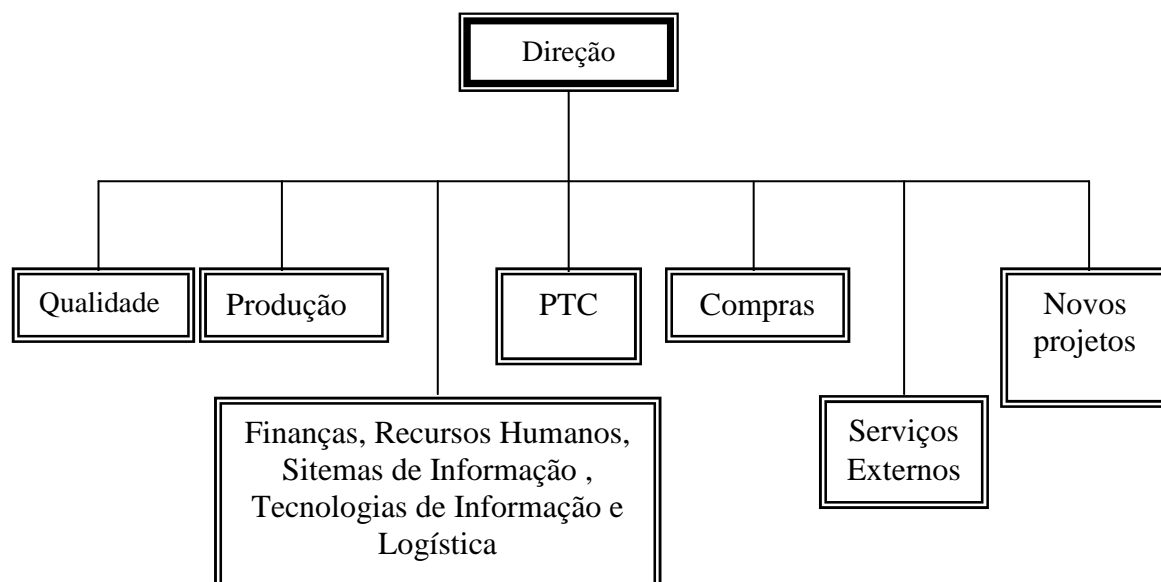 Direção
Qualidade
Produção
PTC
Compras
Novos
projetos
Finanças, Recursos Humanos,
Sitemas de Informação ,
Tecnologias de Informação e
Logística
Serviços
Externos